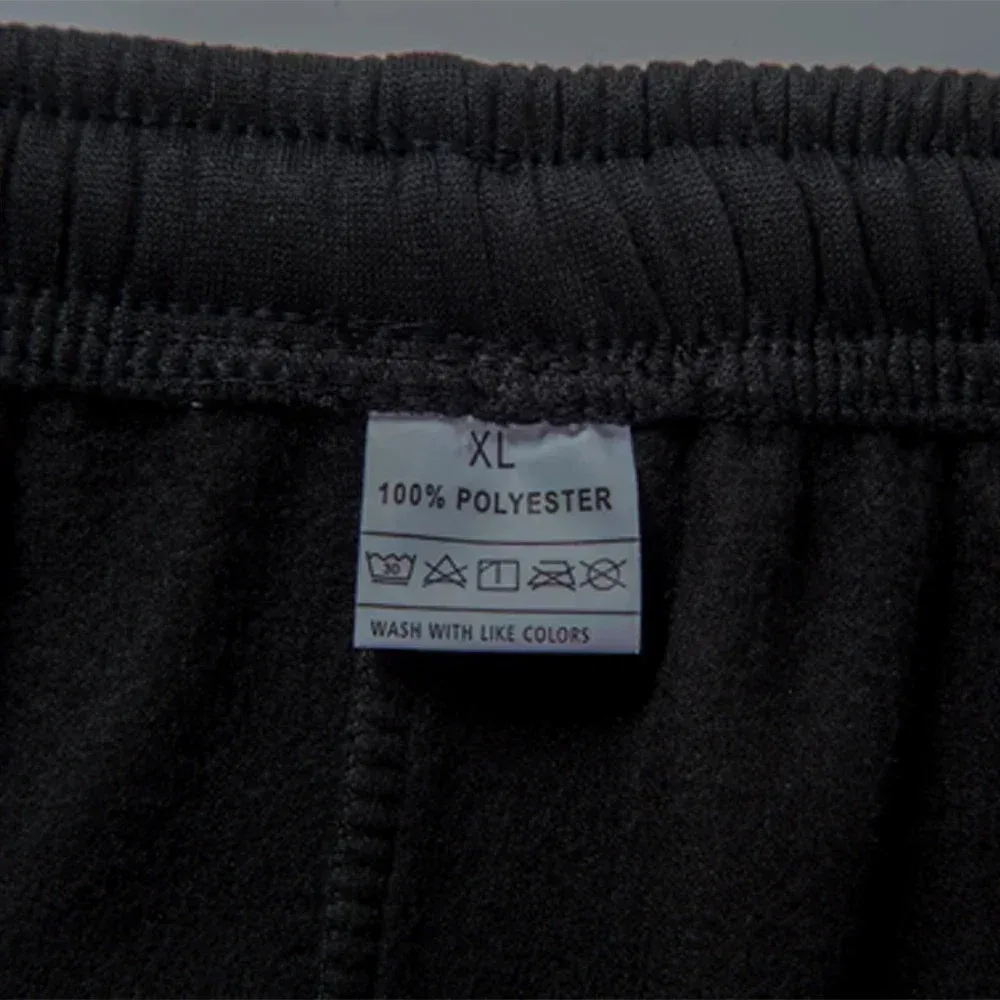 XL
100% POLYESTER
30
WASH WITH LIKE COLORS